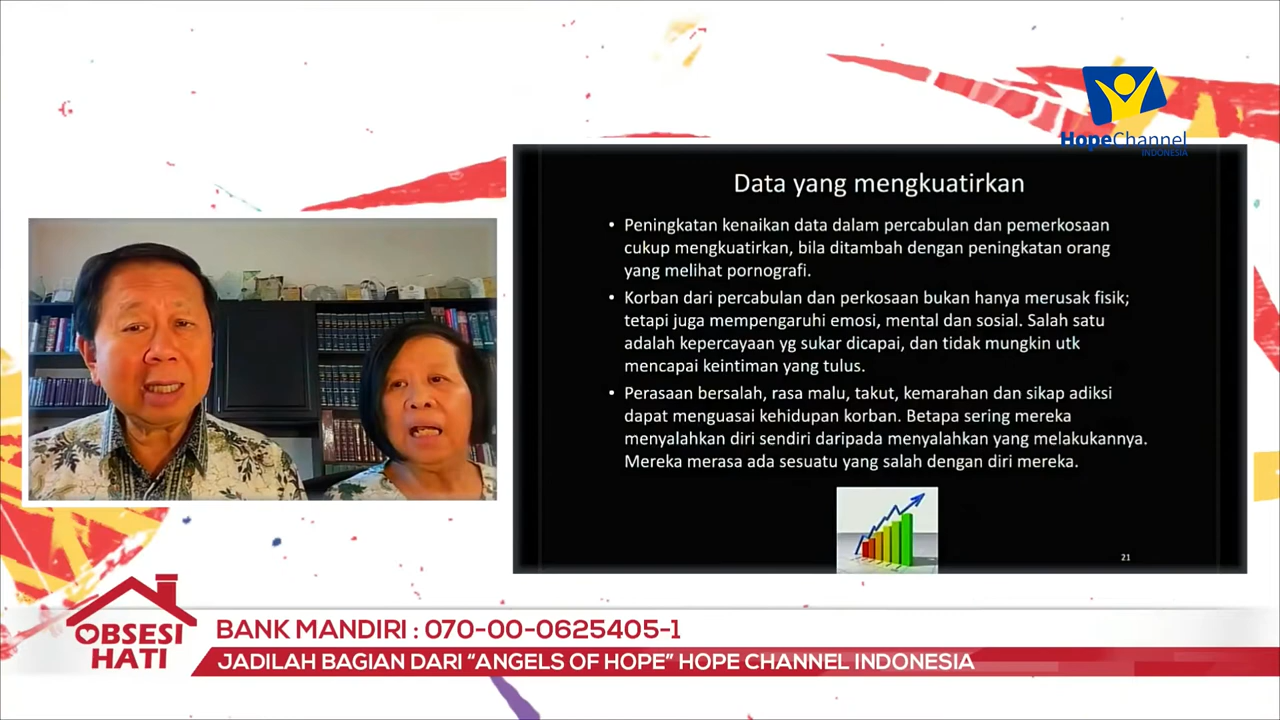 HopeChannel
INDONESIA
Data yang mengkuatirkan
• Peningkatan kenaikan data dalam percabulan dan pemerkosaan
cukup mengkuatirkan, bila ditambah dengan peningkatan orang
yang melihat pornografi.
• Korban dari percabulan dan perkosaan bukan hanya merusak fisik;
tetapi juga mempengaruhi emosi, mental dan sosial. Salah satu
adalah kepercayaan yg sukar dicapai, dan tidak mungkin utk
mencapai keintiman yang tulus.
• Perasaan bersalah, rasa malu, takut, kemarahan dan sikap adiksi
dapat menguasai kehidupan korban. Betapa sering mereka
menyalahkan diri sendiri daripada menyalahkan yang melakukannya.
Mereka merasa ada sesuatu yang salah dengan diri mereka.
21
OBSESI
HATI
BANK MANDIRI : 070-00-0625405-1
JADILAH BAGIAN DARI “ANGELS OF HOPE” HOPE CHANNEL INDONESIA